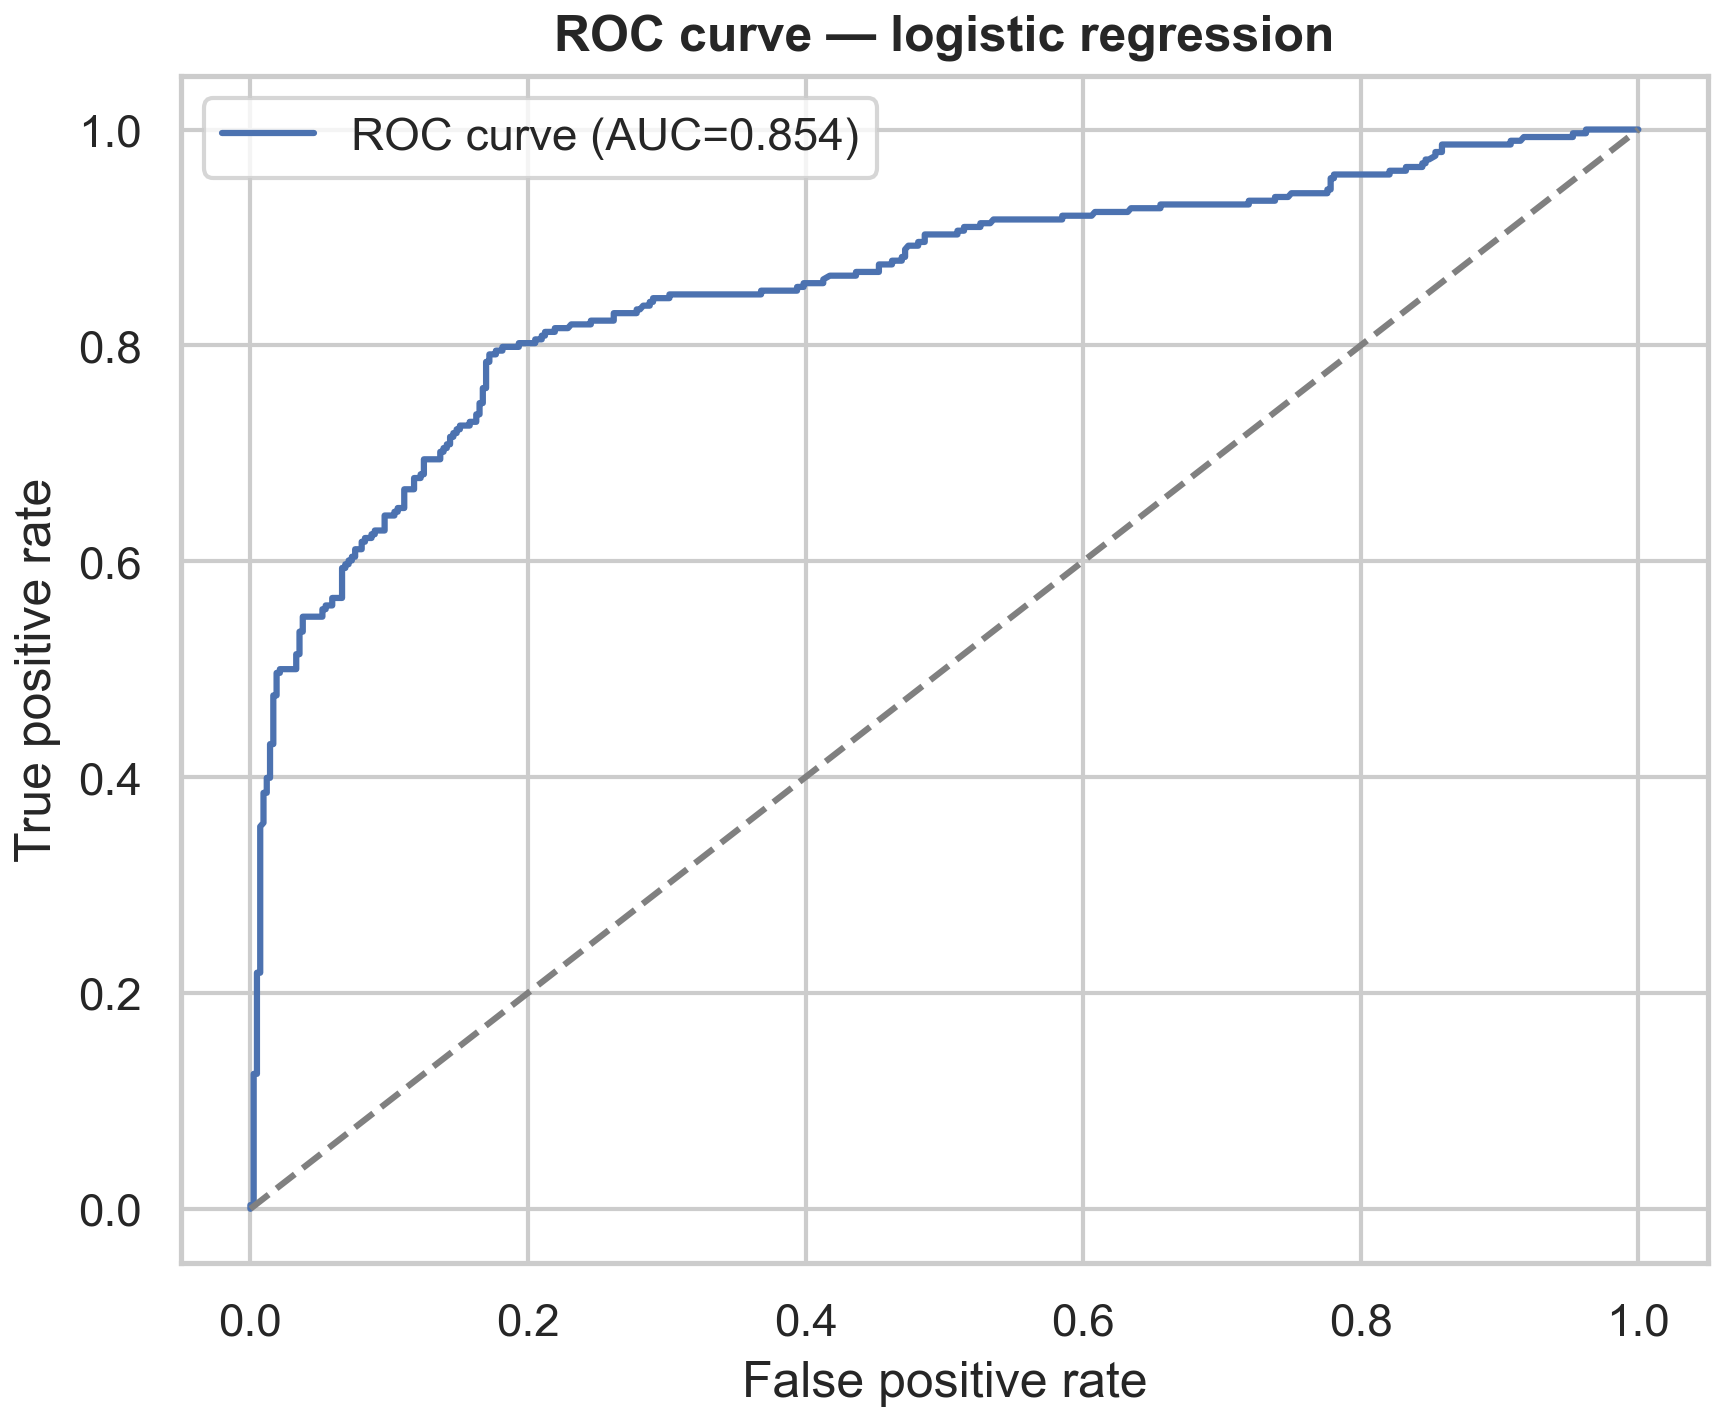 ROC curve — logistic regression
ROC curve (AUC=0.854)
1.0
0.8
0.6
0.4
0.2
0.0
True positive rate
0.0 0.2 0.4 0.6 0.8 1.0
False positive rate